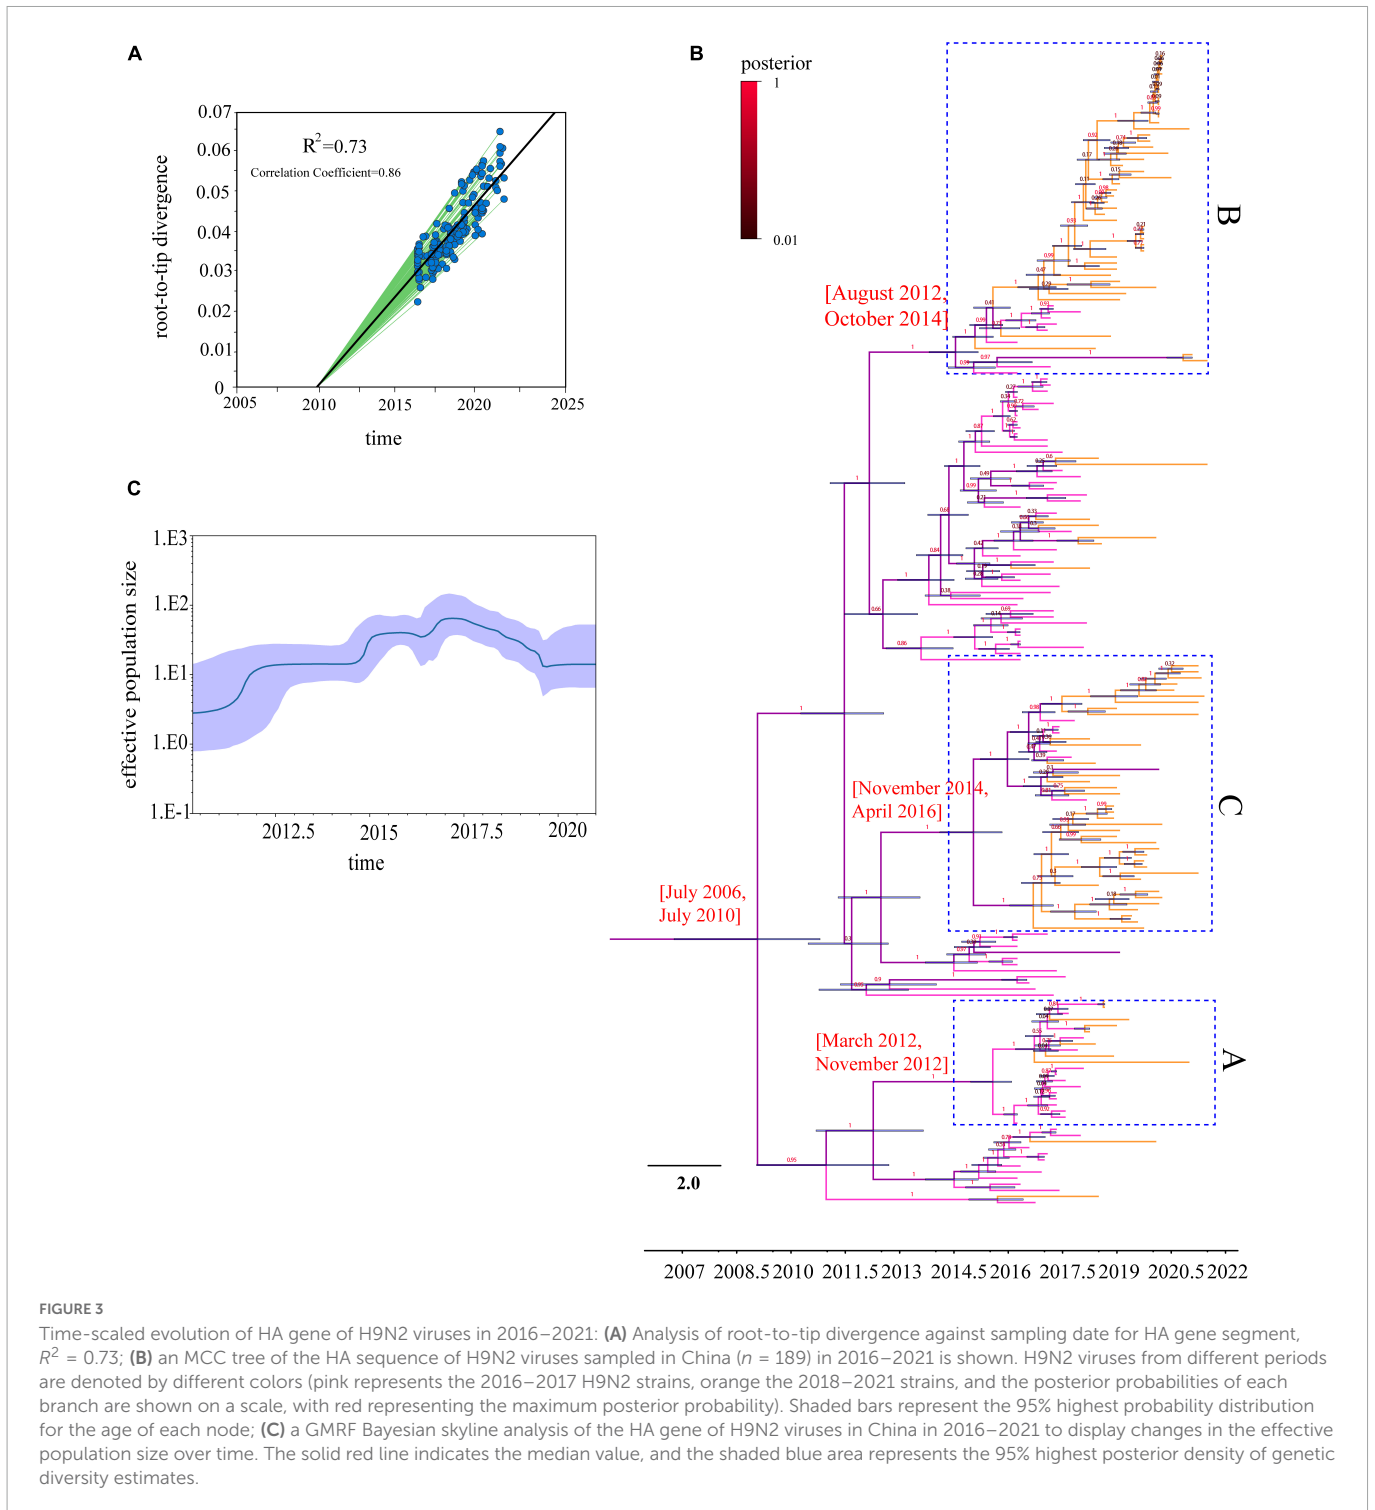 A
0.07
0.06
0.05
0.04
0.03
0.02
0.01
0
root-to-tip divergence
R²=0.73
Correlation Coefficient=0.86
2005 2010 2015 2020 2025
time
B
posterior
1
0.01
[August 2012,
October 2014]
B
[November 2014,
April 2016]
C
[July 2006,
July 2010]
[March 2012,
November 2012]
A
2.0
2007 2008.5 2010 2011.5 2013 2014.5 2016 2017.5 2019 2020.5 2022
C
1.E3
1.E2
1.E1
1.E0
1.E-1
effective population size
2012.5 2015 2017.5 2020
time
FIGURE 3
Time-scaled evolution of HA gene of H9N2 viruses in 2016–2021: (A) Analysis of root-to-tip divergence against sampling date for HA gene segment,
R² = 0.73; (B) an MCC tree of the HA sequence of H9N2 viruses sampled in China (n = 189) in 2016–2021 is shown. H9N2 viruses from different periods
are denoted by different colors (pink represents the 2016–2017 H9N2 strains, orange the 2018–2021 strains, and the posterior probabilities of each
branch are shown on a scale, with red representing the maximum posterior probability). Shaded bars represent the 95% highest probability distribution
for the age of each node; (C) a GMRF Bayesian skyline analysis of the HA gene of H9N2 viruses in China in 2016–2021 to display changes in the effective
population size over time. The solid red line indicates the median value, and the shaded blue area represents the 95% highest posterior density of genetic
diversity estimates.